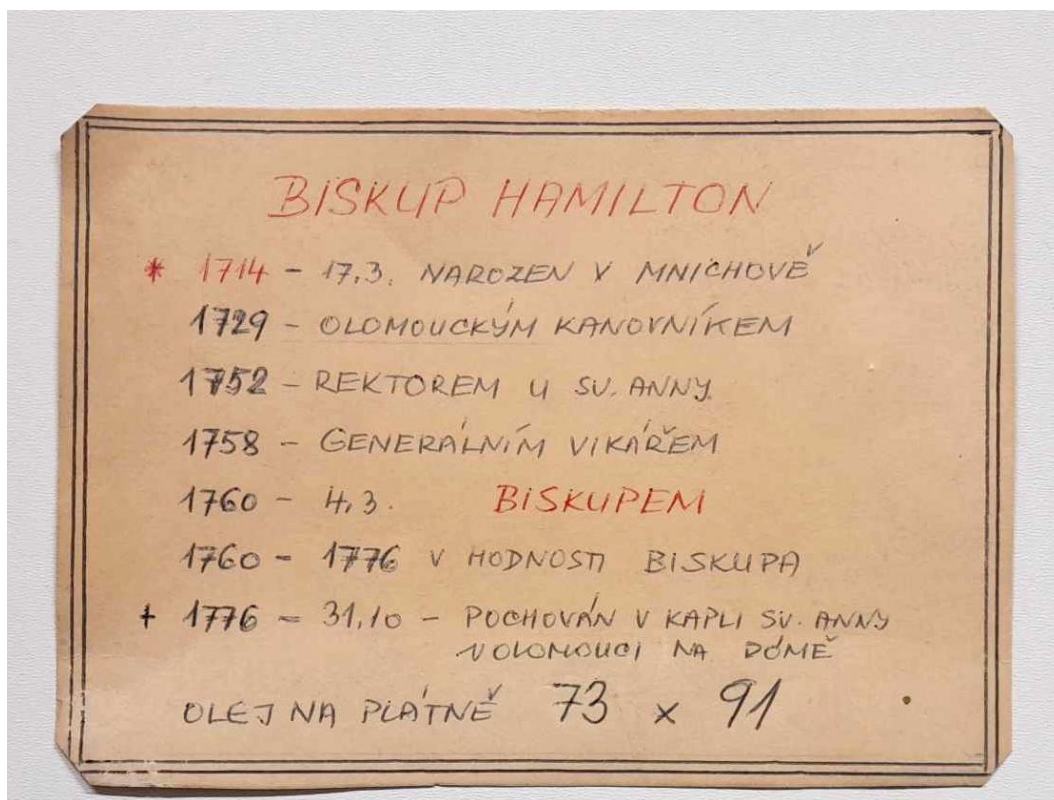 BISKUP HAMILTON
* 1714 - 17.3. NAROZEN V MNICHOVĚ
1729 - OLOMOUCKÝM KANOVNÍKEM
1752 - REKTOREM U SV. ANNY
1758 - GENERÁLNÍM VIKÁŘEM
1760 - 4.3. BISKUPEM
1760 - 1776 V HODNOSTI BISKUPA
+ 1776 - 31.10 - POCHOVÁN V KAPLI SV. ANNY
V OLOMOUCI NA DÓMĚ
OLEJ NA PLÁTNĚ 73 x 91